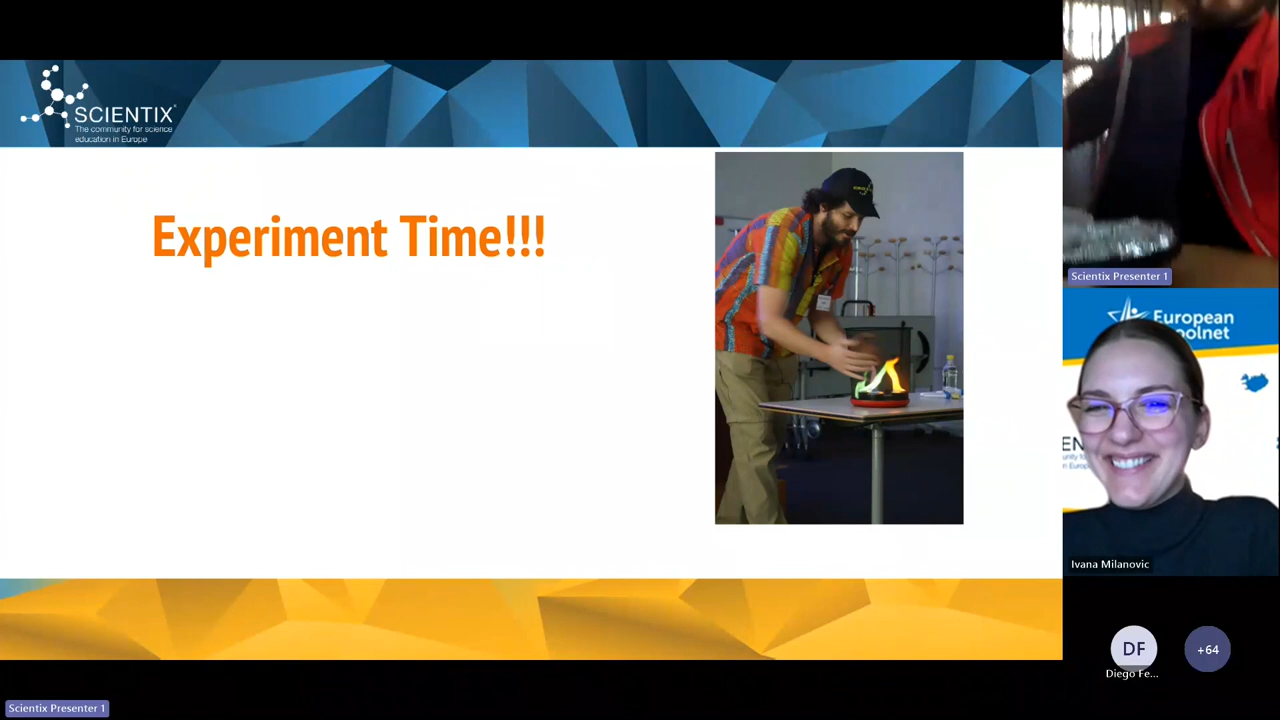 SCIENTIX
The community for science
education in Europe
Experiment Time!!!
Scientix Presenter 1
European
oolnet
Ivana Milanovic
DF
Diego Fe...
+64
Scientix Presenter 1